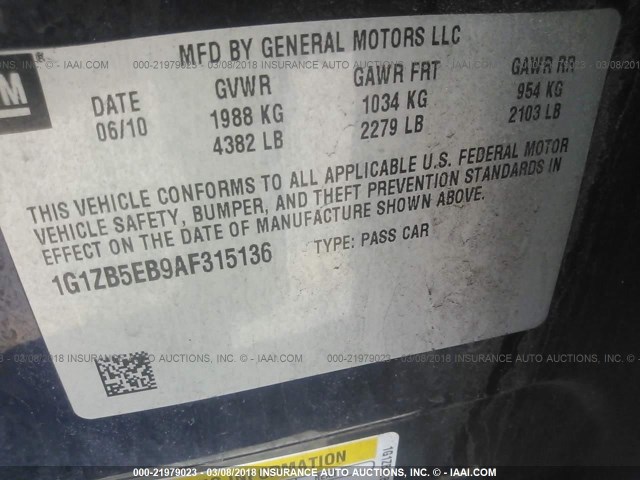 MFD BY GENERAL MOTORS LLC
GM
DATE GVWR GAWR FRT GAWR RR
06/10 1988 KG 1034 KG 954 KG
4382 LB 2279 LB 2103 LB
THIS VEHICLE CONFORMS TO ALL APPLICABLE U.S. FEDERAL MOTOR
VEHICLE SAFETY, BUMPER, AND THEFT PREVENTION STANDARDS IN
EFFECT ON THE DATE OF MANUFACTURE SHOWN ABOVE.
1G1ZB5EB9AF315136 TYPE: PASS CAR
000-21979023 - 03/08/2018 - INSURANCE AUTO AUCTIONS, INC. © - IAAI.COM